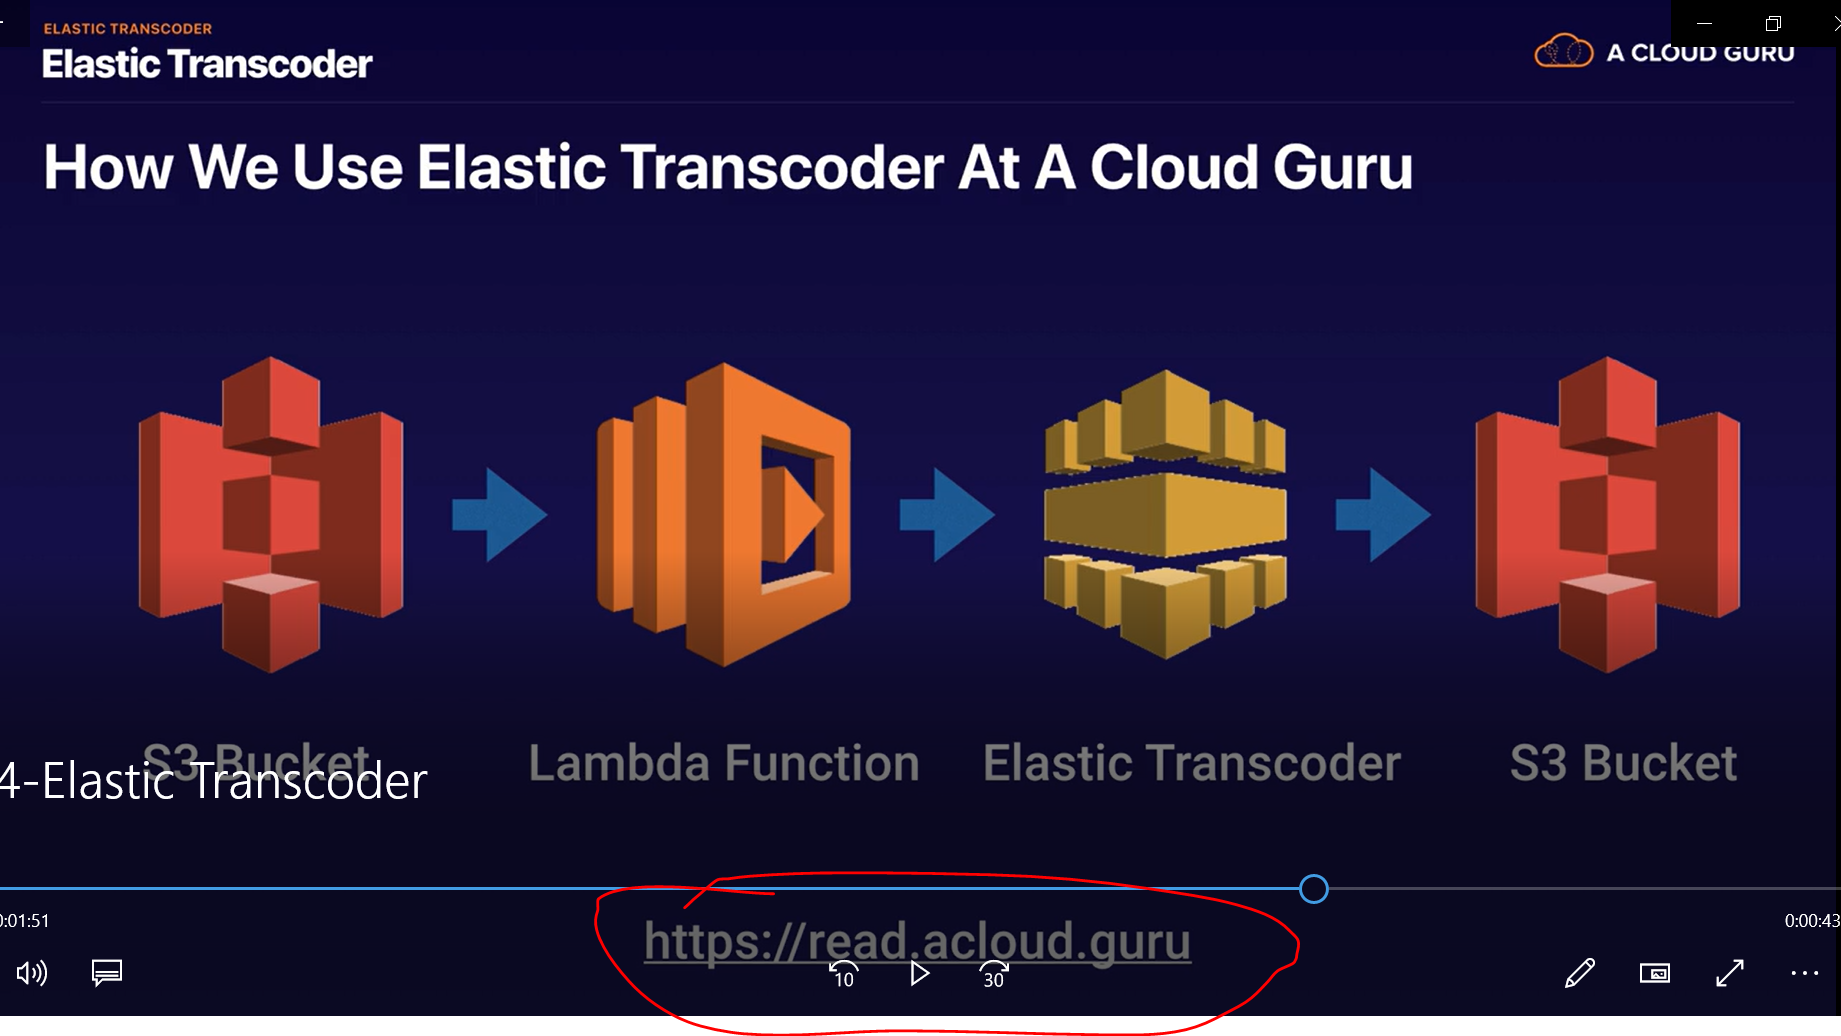 ELASTIC TRANSCODER
Elastic Transcoder
A CLOUD GURU
How We Use Elastic Transcoder At A Cloud Guru
S3 Bucket
Lambda Function
Elastic Transcoder
S3 Bucket
4-Elastic Transcoder
0:01:51
0:00:43
https://read.acloud.guru
10
30